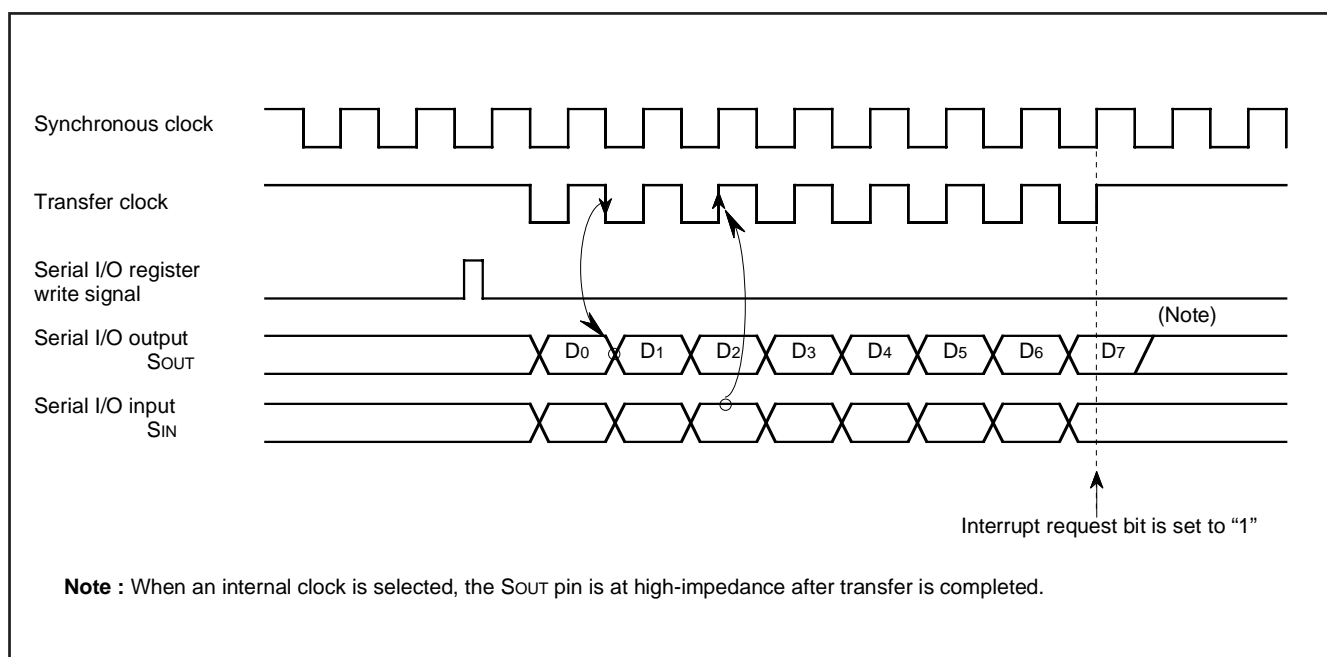 Synchronous clock
Transfer clock
Serial I/O register
write signal
(Note)
Serial I/O output
SOUT
D0 D1 D2 D3 D4 D5 D6 D7
Serial I/O input
SIN
Interrupt request bit is set to “1”
Note : When an internal clock is selected, the SOUT pin is at high-impedance after transfer is completed.